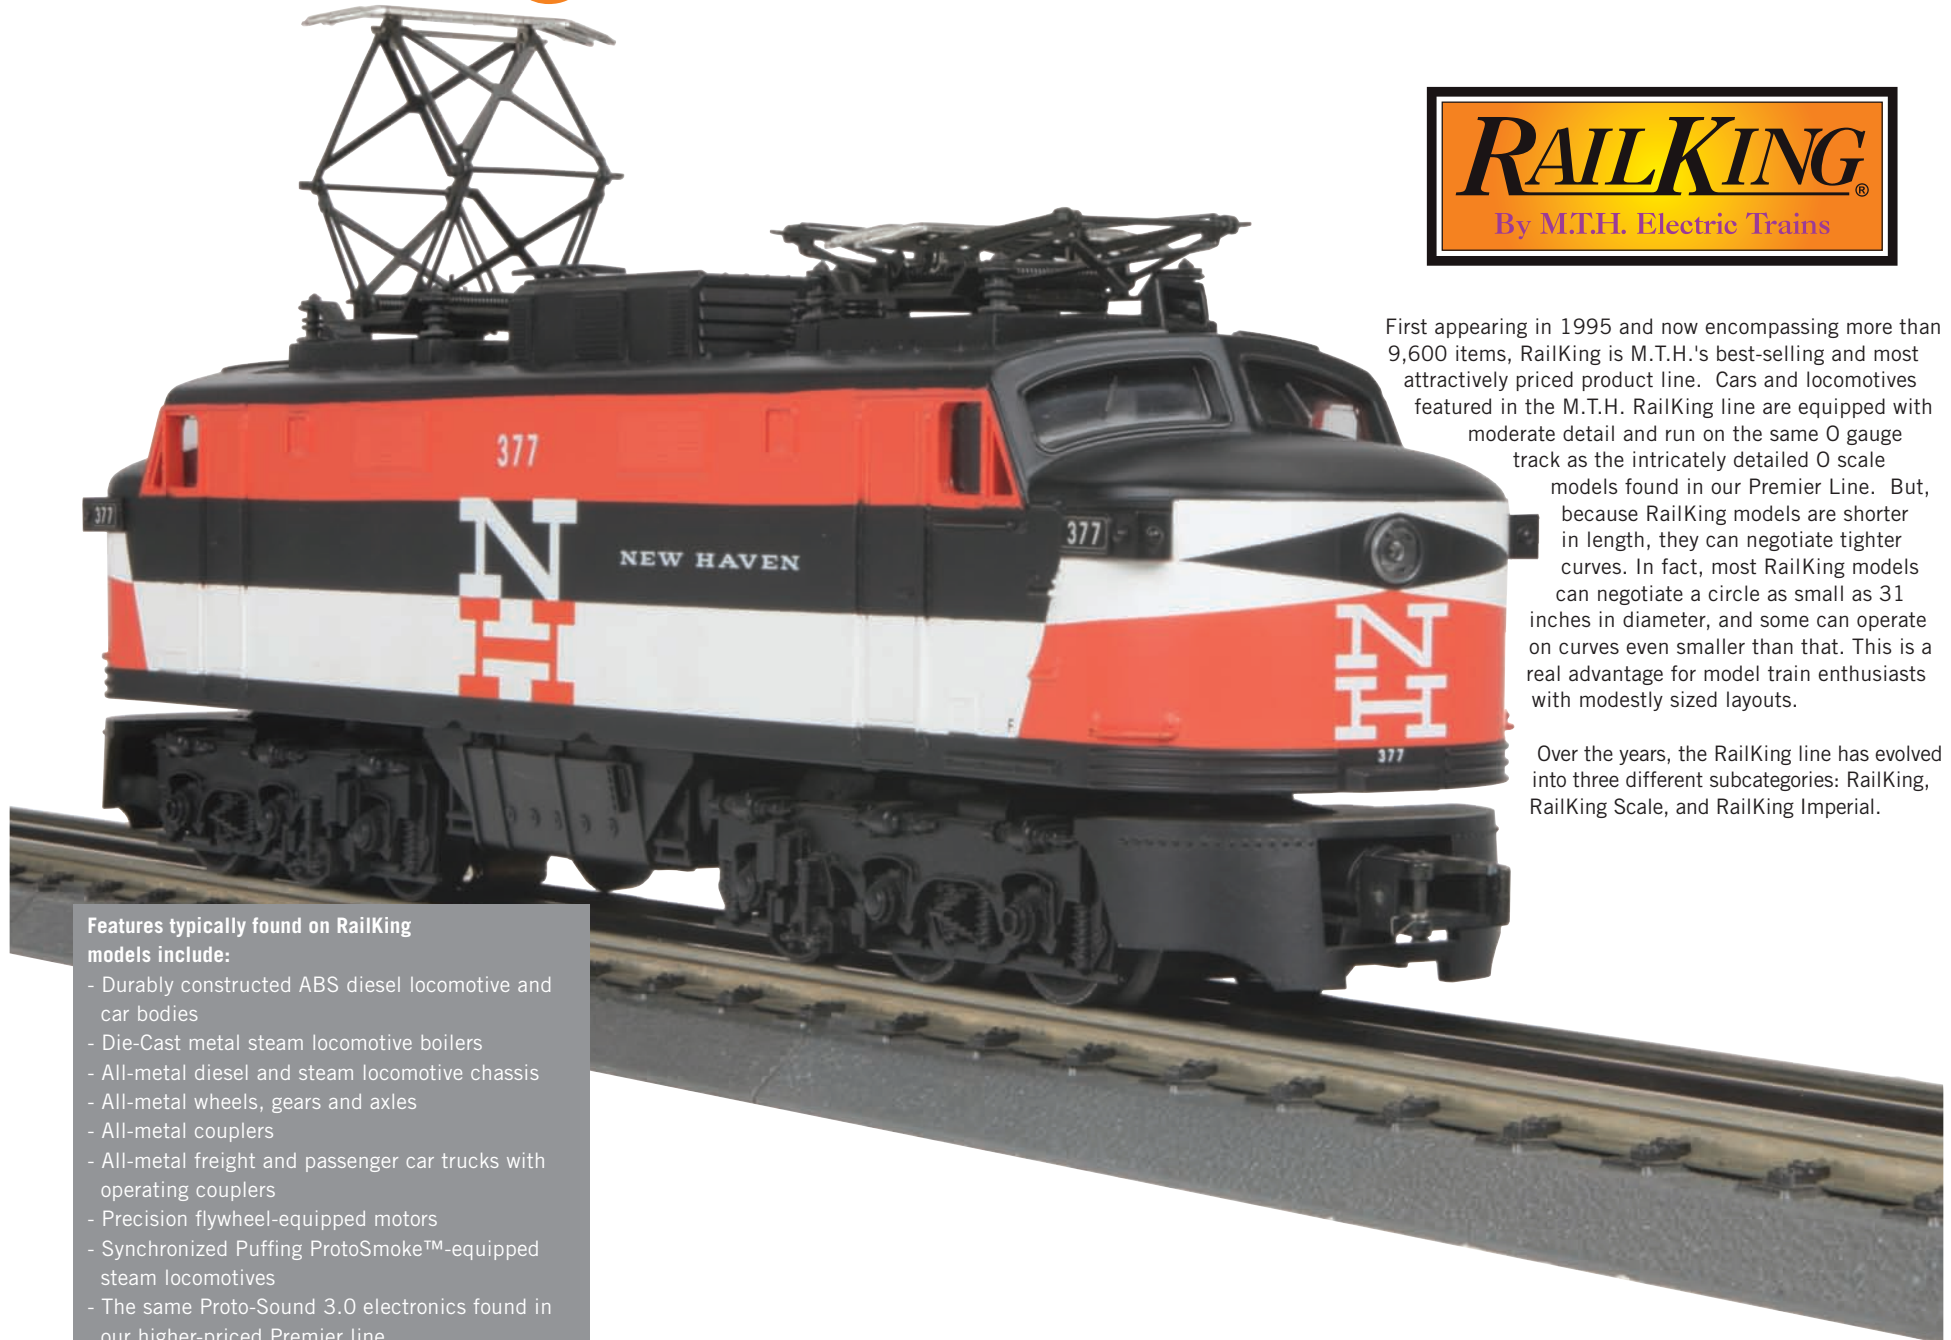 RAILKING®
By M.T.H. Electric Trains
First appearing in 1995 and now encompassing more than
9,600 items, RailKing is M.T.H.'s best-selling and most
attractively priced product line.  Cars and locomotives
featured in the M.T.H. RailKing line are equipped with
moderate detail and run on the same O gauge
track as the intricately detailed O scale
models found in our Premier Line.  But,
because RailKing models are shorter
in length, they can negotiate tighter
curves. In fact, most RailKing models
can negotiate a circle as small as 31
inches in diameter, and some can operate
on curves even smaller than that. This is a
real advantage for model train enthusiasts
with modestly sized layouts.
Over the years, the RailKing line has evolved
into three different subcategories: RailKing,
RailKing Scale, and RailKing Imperial.
377
377
377
N
H
NEW HAVEN
N
H
377
F
Features typically found on RailKing
models include:
- Durably constructed ABS diesel locomotive and
car bodies
- Die-Cast metal steam locomotive boilers
- All-metal diesel and steam locomotive chassis
- All-metal wheels, gears and axles
- All-metal couplers
- All-metal freight and passenger car trucks with
operating couplers
- Precision flywheel-equipped motors
- Synchronized Puffing ProtoSmoke™-equipped
steam locomotives
- The same Proto-Sound 3.0 electronics found in
our higher-priced Premier line